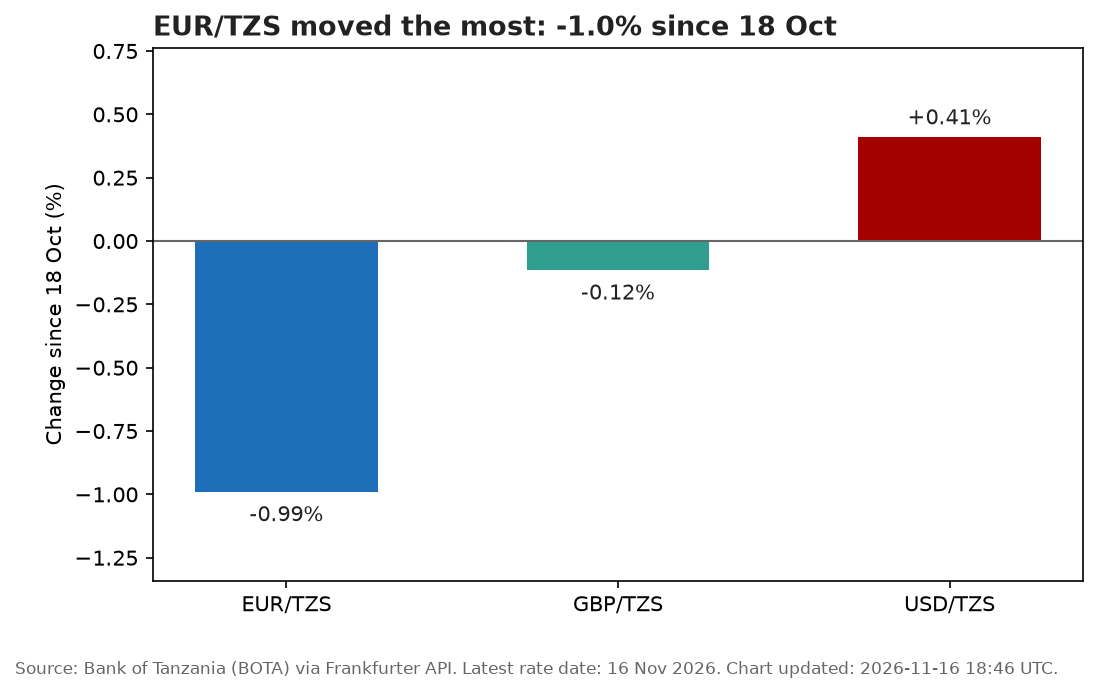 EUR/TZS moved the most: -1.0% since 18 Oct
Change since 18 Oct (%)
0.75
0.50
0.25
0.00
−0.25
−0.50
−0.75
−1.00
−1.25
-0.99%
-0.12%
+0.41%
EUR/TZS
GBP/TZS
USD/TZS
Source: Bank of Tanzania (BOTA) via Frankfurter API. Latest rate date: 16 Nov 2026. Chart updated: 2026-11-16 18:46 UTC.